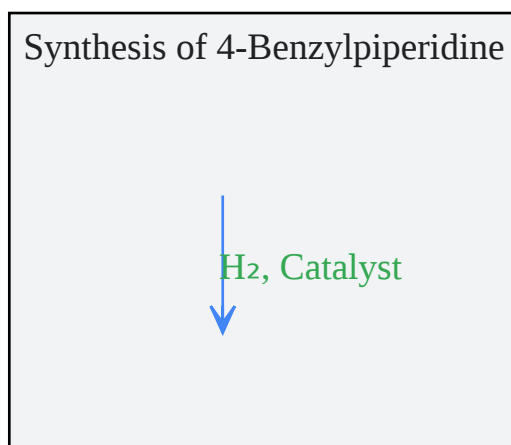 Synthesis of 4-Benzylpiperidine
H₂, Catalyst